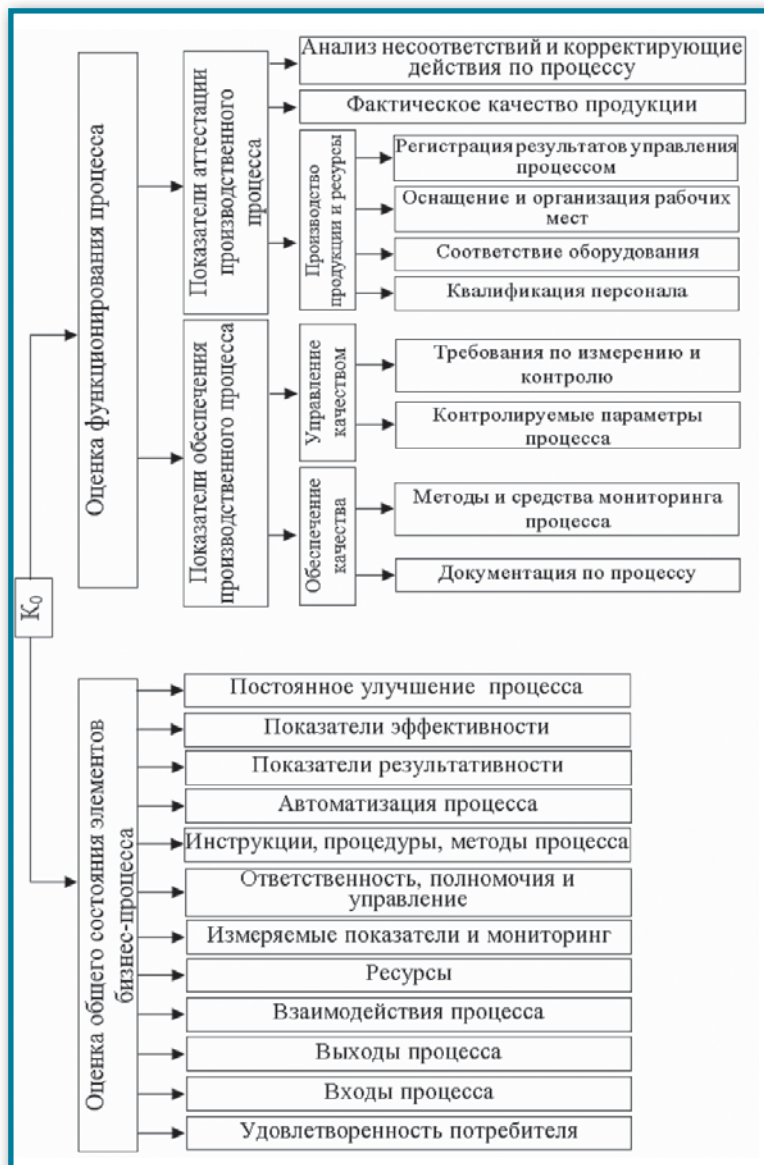 К₀
Оценка функционирования процесса
Показатели аттестации
производственного
процесса
Анализ несоответствий и корректирующие
действия по процессу
Фактическое качество продукции
Производство
продукции и ресурсы
Регистрация результатов управления
процессом
Оснащение и организация рабочих
мест
Соответствие оборудования
Квалификация персонала
Показатели обеспечения
производственного процесса
Управление
качеством
Требования по измерению и
контролю
Контролируемые параметры
процесса
Обеспечение
качества
Методы и средства мониторинга
процесса
Документация по процессу
Оценка общего состояния элементов
бизнес-процесса
Постоянное улучшение процесса
Показатели эффективности
Показатели результативности
Автоматизация процесса
Инструкции, процедуры, методы процесса
Ответственность, полномочия и
управление
Измеряемые показатели и мониторинг
Ресурсы
Взаимодействия процесса
Выходы процесса
Входы процесса
Удовлетворенность потребителя